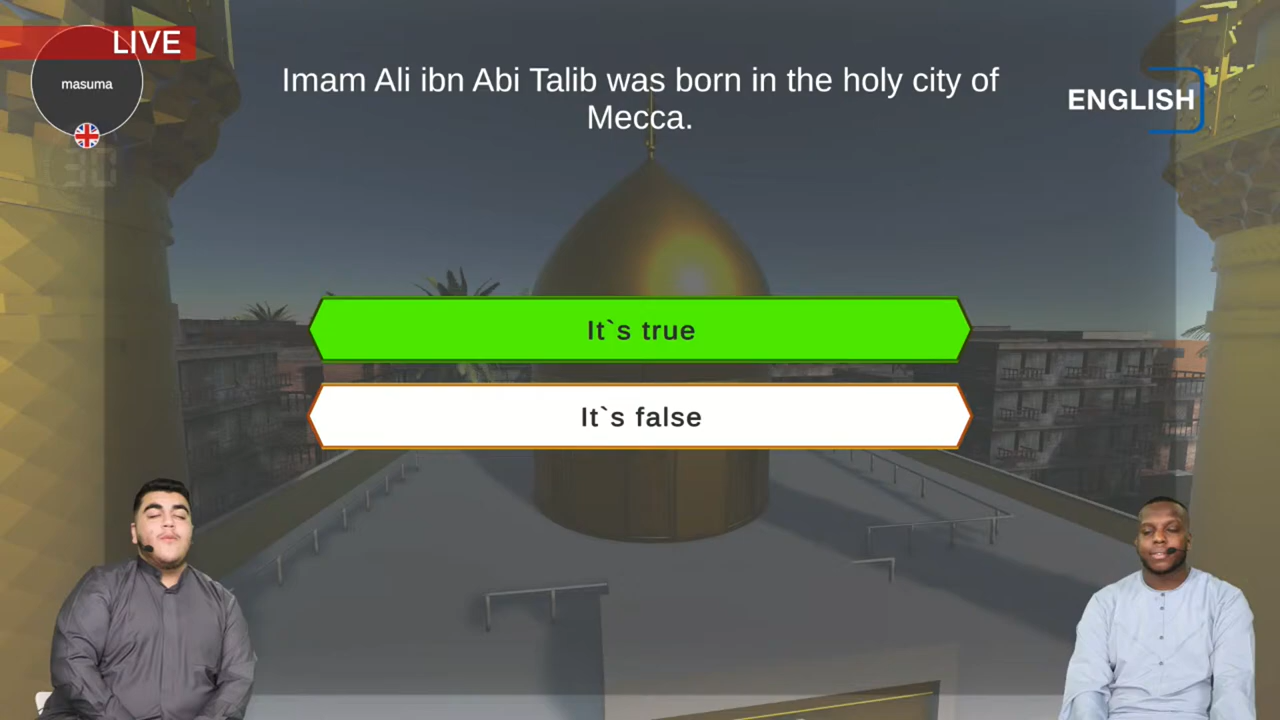 LIVE
masuma
30
Imam Ali ibn Abi Talib was born in the holy city of
Mecca.
ENGLISH
It`s true
It`s false